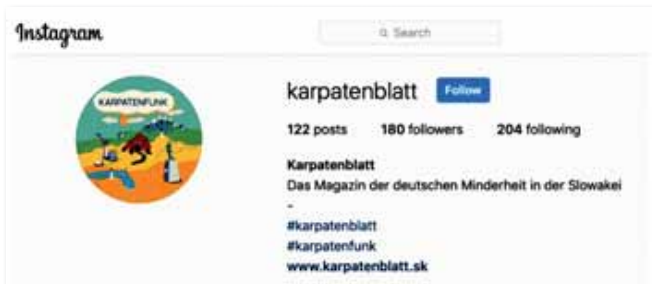 Instagram
Search
KARPATENFUNK
karpatenblatt Follow
122 posts 180 followers 204 following
Karpatenblatt
Das Magazin der deutschen Minderheit in der Slowakei
-
#karpatenblatt
#karpatenfunk
www.karpatenblatt.sk